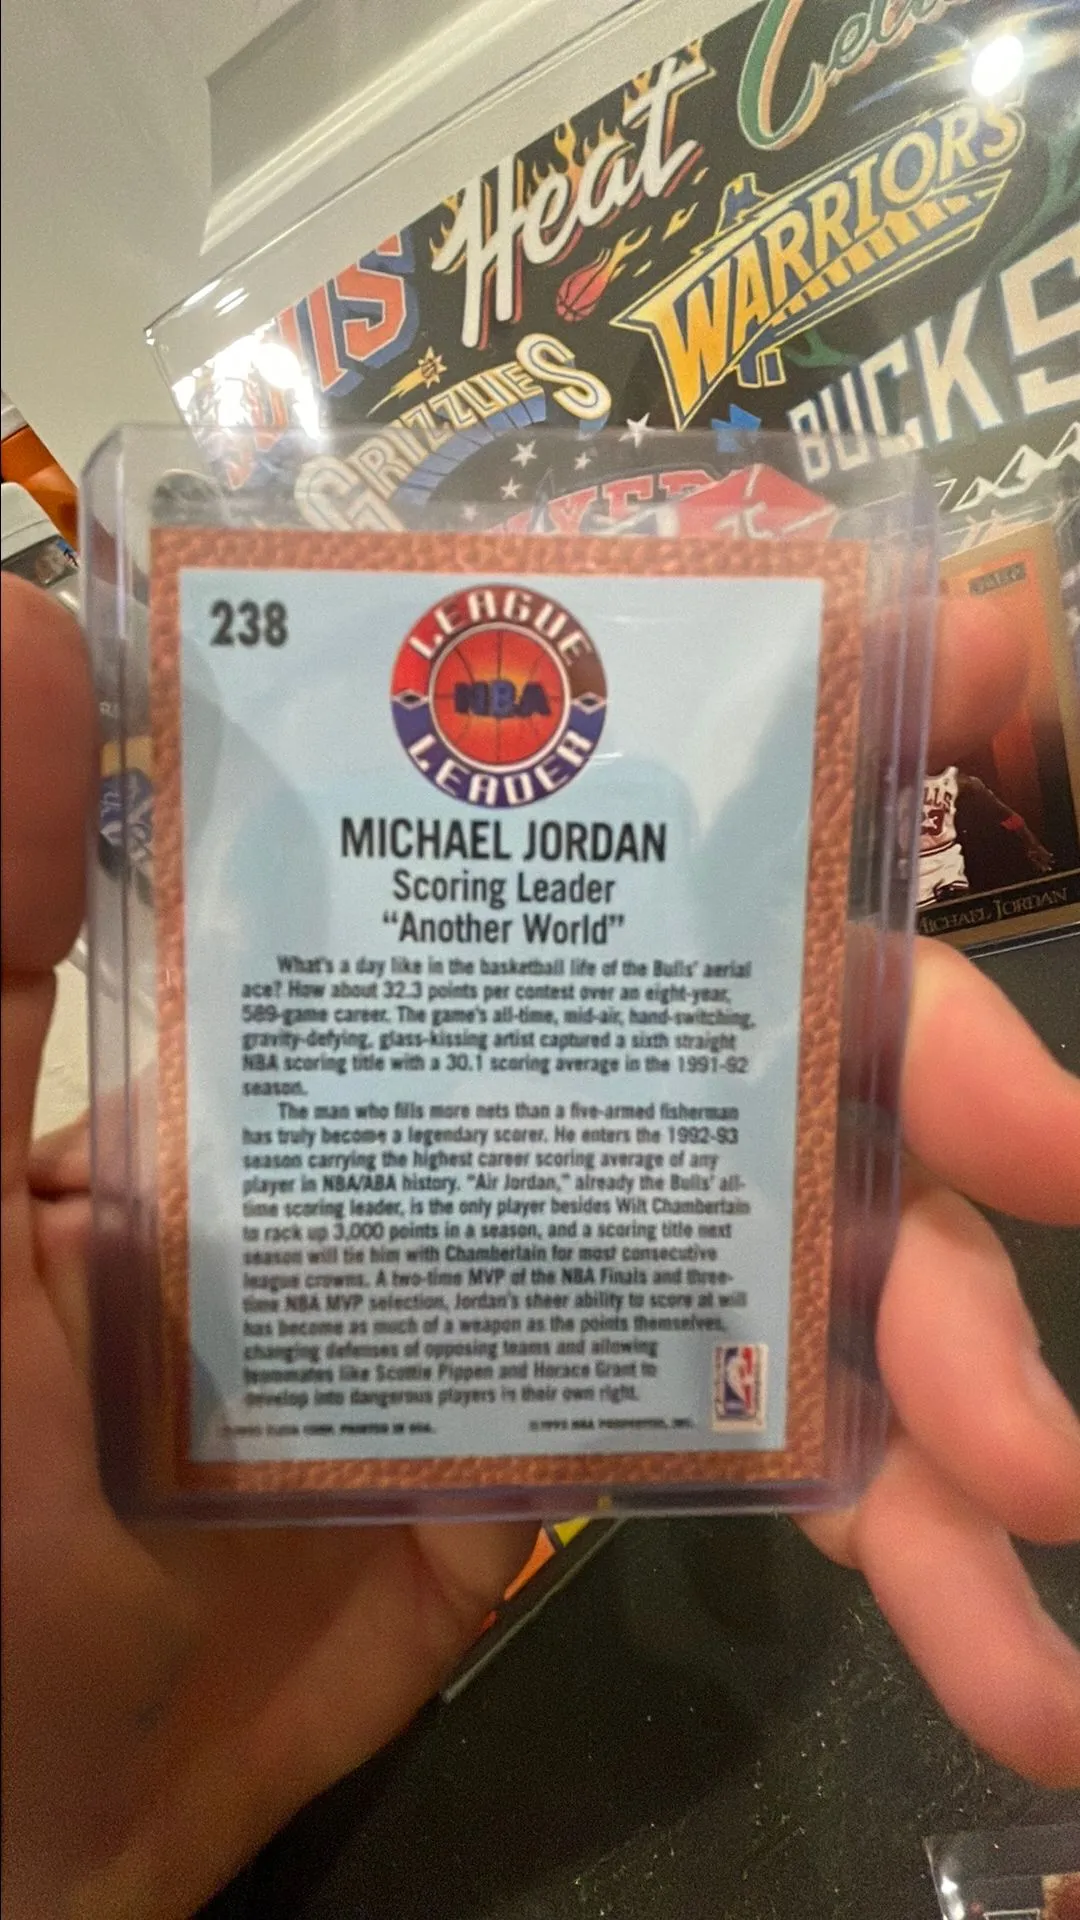 Celt
Heat
WARRIORS
GRIZZLIES
BUCKS
238
LEAGUE
NBA
LEADER
MICHAEL JORDAN
Scoring Leader
“Another World”
What's a day like in the basketball life of the Bulls' aerial
ace? How about 32.3 points per contest over an eight-year,
589-game career. The game's all-time, mid-air, hand-switching,
gravity-defying, glass-kissing artist captured a sixth straight
NBA scoring title with a 30.1 scoring average in the 1991-92
season.
The man who fills more nets than a five-armed fisherman
has truly become a legendary scorer. He enters the 1992-93
season carrying the highest career scoring average of any
player in NBA/ABA history. "Air Jordan," already the Bulls' all-
time scoring leader, is the only player besides Wilt Chamberlain
to rack up 3,000 points in a season, and a scoring title next
season will tie him with Chamberlain for most consecutive
league crowns. A two-time MVP of the NBA Finals and three-
time NBA MVP selection, Jordan's sheer ability to score at will
has become as much of a weapon as the points themselves,
changing defenses of opposing teams and allowing
teammates like Scottie Pippen and Horace Grant to
develop into dangerous players in their own right.
PRINTED IN USA.
MICHAEL JORDAN